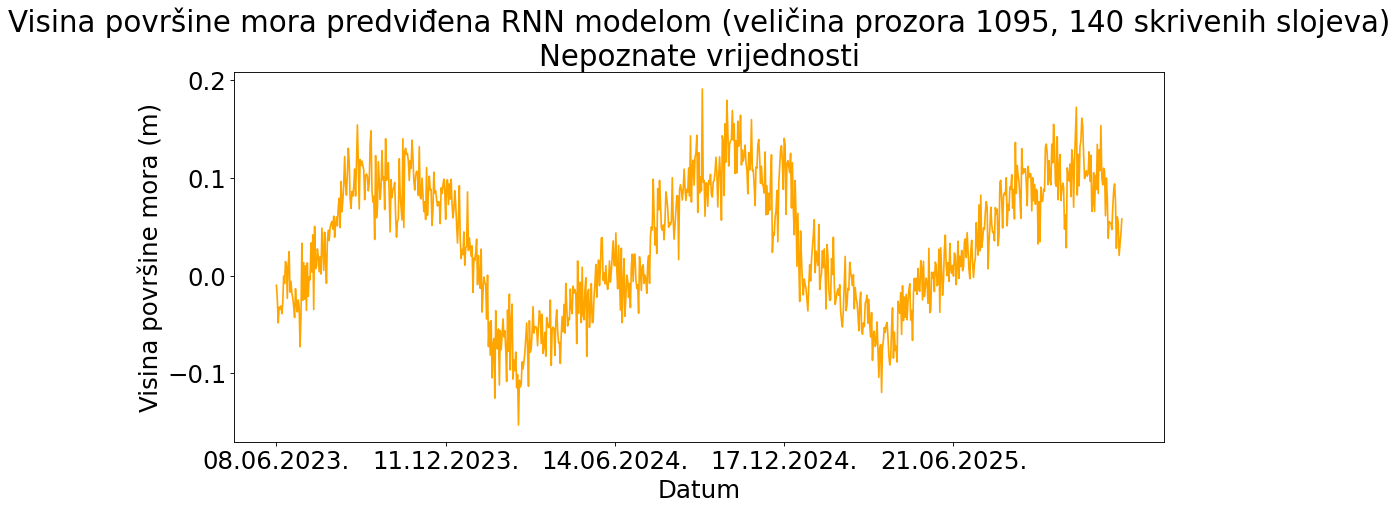 Visina površine mora predviđena RNN modelom (veličina prozora 1095, 140 skrivenih slojeva)
Nepoznate vrijednosti
0.2
0.1
0.0
−0.1
Visina površine mora (m)
08.06.2023. 11.12.2023. 14.06.2024. 17.12.2024. 21.06.2025.
Datum